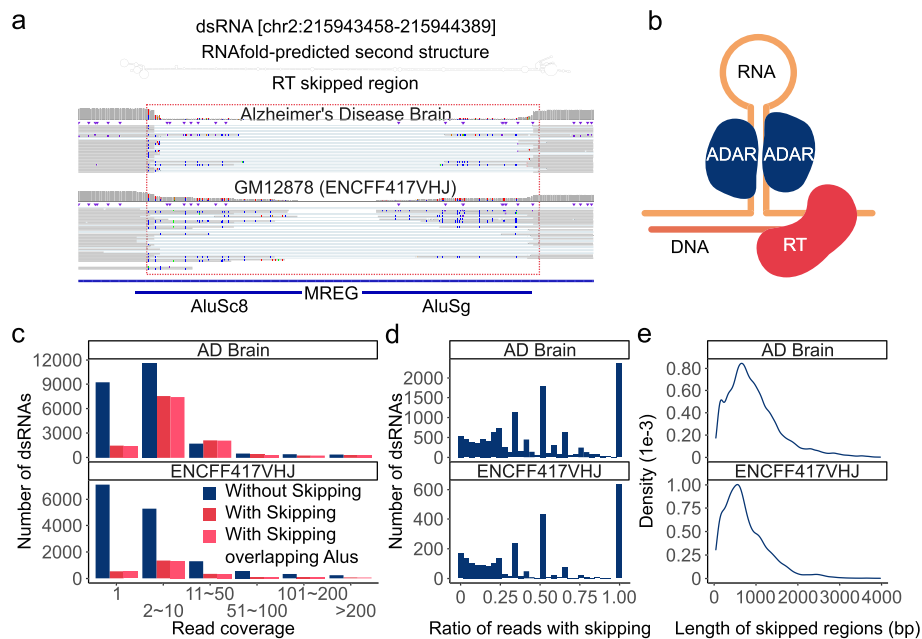 a
dsRNA [chr2:215943458-215944389]
RNAfold-predicted second structure
RT skipped region
Alzheimer's Disease Brain
GM12878 (ENCFF417VHJ)
MREG
AluSc8 AluSg
b
RNA
ADAR ADAR
DNA
RT
c
AD Brain
12000
9000
6000
3000
0
ENCFF417VHJ
6000
4000
2000
0
Number of dsRNAs
Without Skipping
With Skipping
With Skipping
overlapping Alus
1 11~50 101~200
2~10 51~100 >200
Read coverage
d
AD Brain
2000
1500
1000
500
0
ENCFF417VHJ
600
400
200
0
Number of dsRNAs
0 0.25 0.50 0.75 1.00
Ratio of reads with skipping
e
AD Brain
0.80
0.60
0.40
0.20
0
ENCFF417VHJ
1.00
0.75
0.50
0.25
0
Density (1e-3)
0 1000 2000 3000 4000
Length of skipped regions (bp)